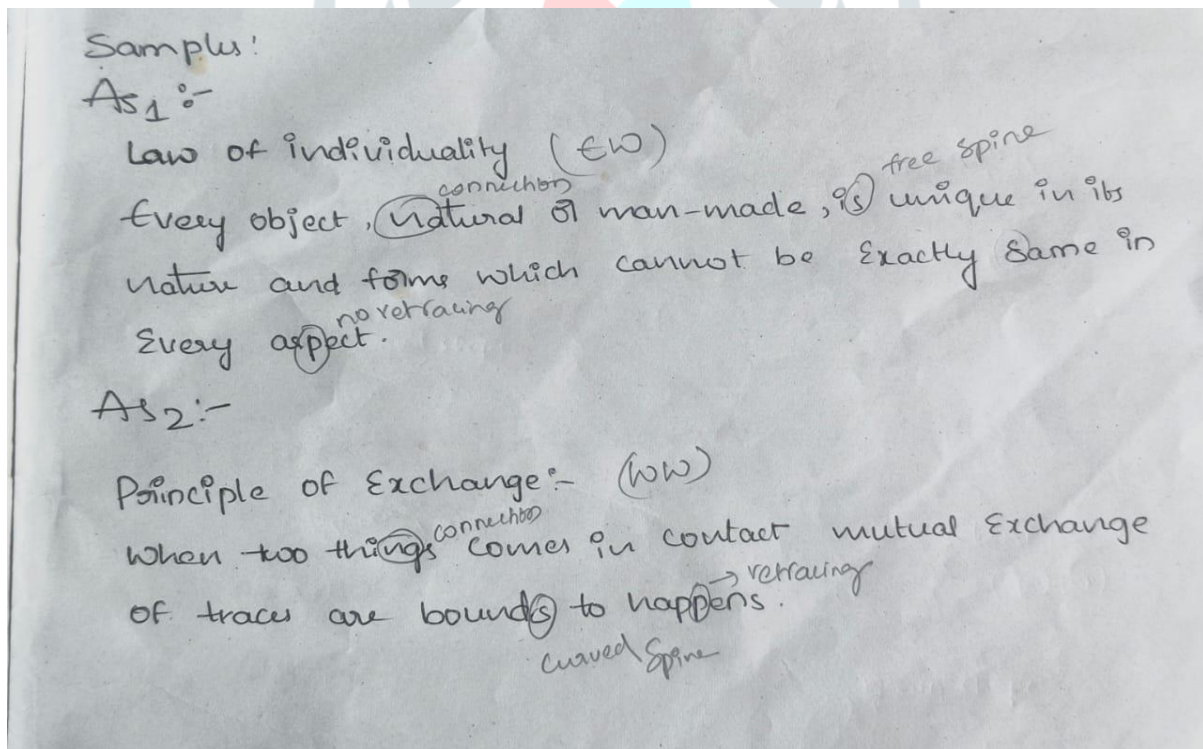 Samples:
As1:-
Law of individuality (EW)
free spine
connection
Every object, natural or man-made, is unique in its
nature and forms which cannot be Exactly Same in
no retracing
Every aspect.
As2:-
Principle of Exchange:- (WW)
connection
When two things comes in contact mutual Exchange
→ retracing
of traces are bounds to happens.
curved Spine